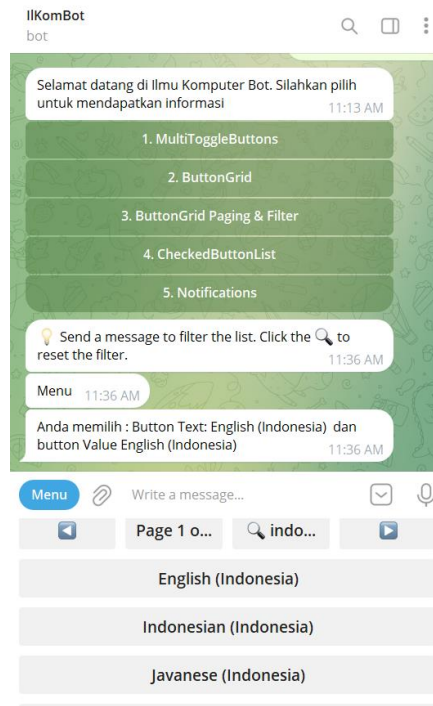 IlKomBot
bot
Selamat datang di Ilmu Komputer Bot. Silahkan pilih
untuk mendapatkan informasi
11:13 AM
1. MultiToggleButtons
2. ButtonGrid
3. ButtonGrid Paging & Filter
4. CheckedButtonList
5. Notifications
💡 Send a message to filter the list. Click the 🔍 to
reset the filter.
11:36 AM
Menu 11:36 AM
Anda memilih : Button Text: English (Indonesia) dan
button Value English (Indonesia)
11:36 AM
Menu Write a message...
◀ Page 1 o... 🔍 indo... ▶
English (Indonesia)
Indonesian (Indonesia)
Javanese (Indonesia)